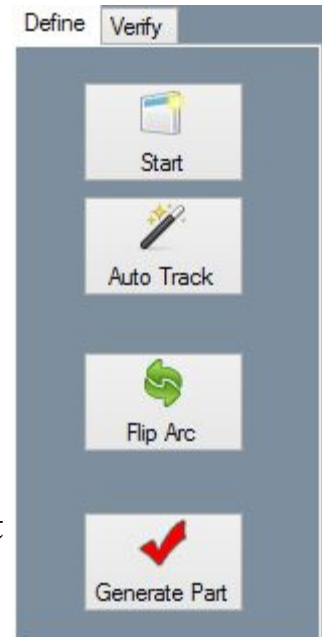 Define Verify
Start
Auto Track
Flip Arc
t
Generate Part